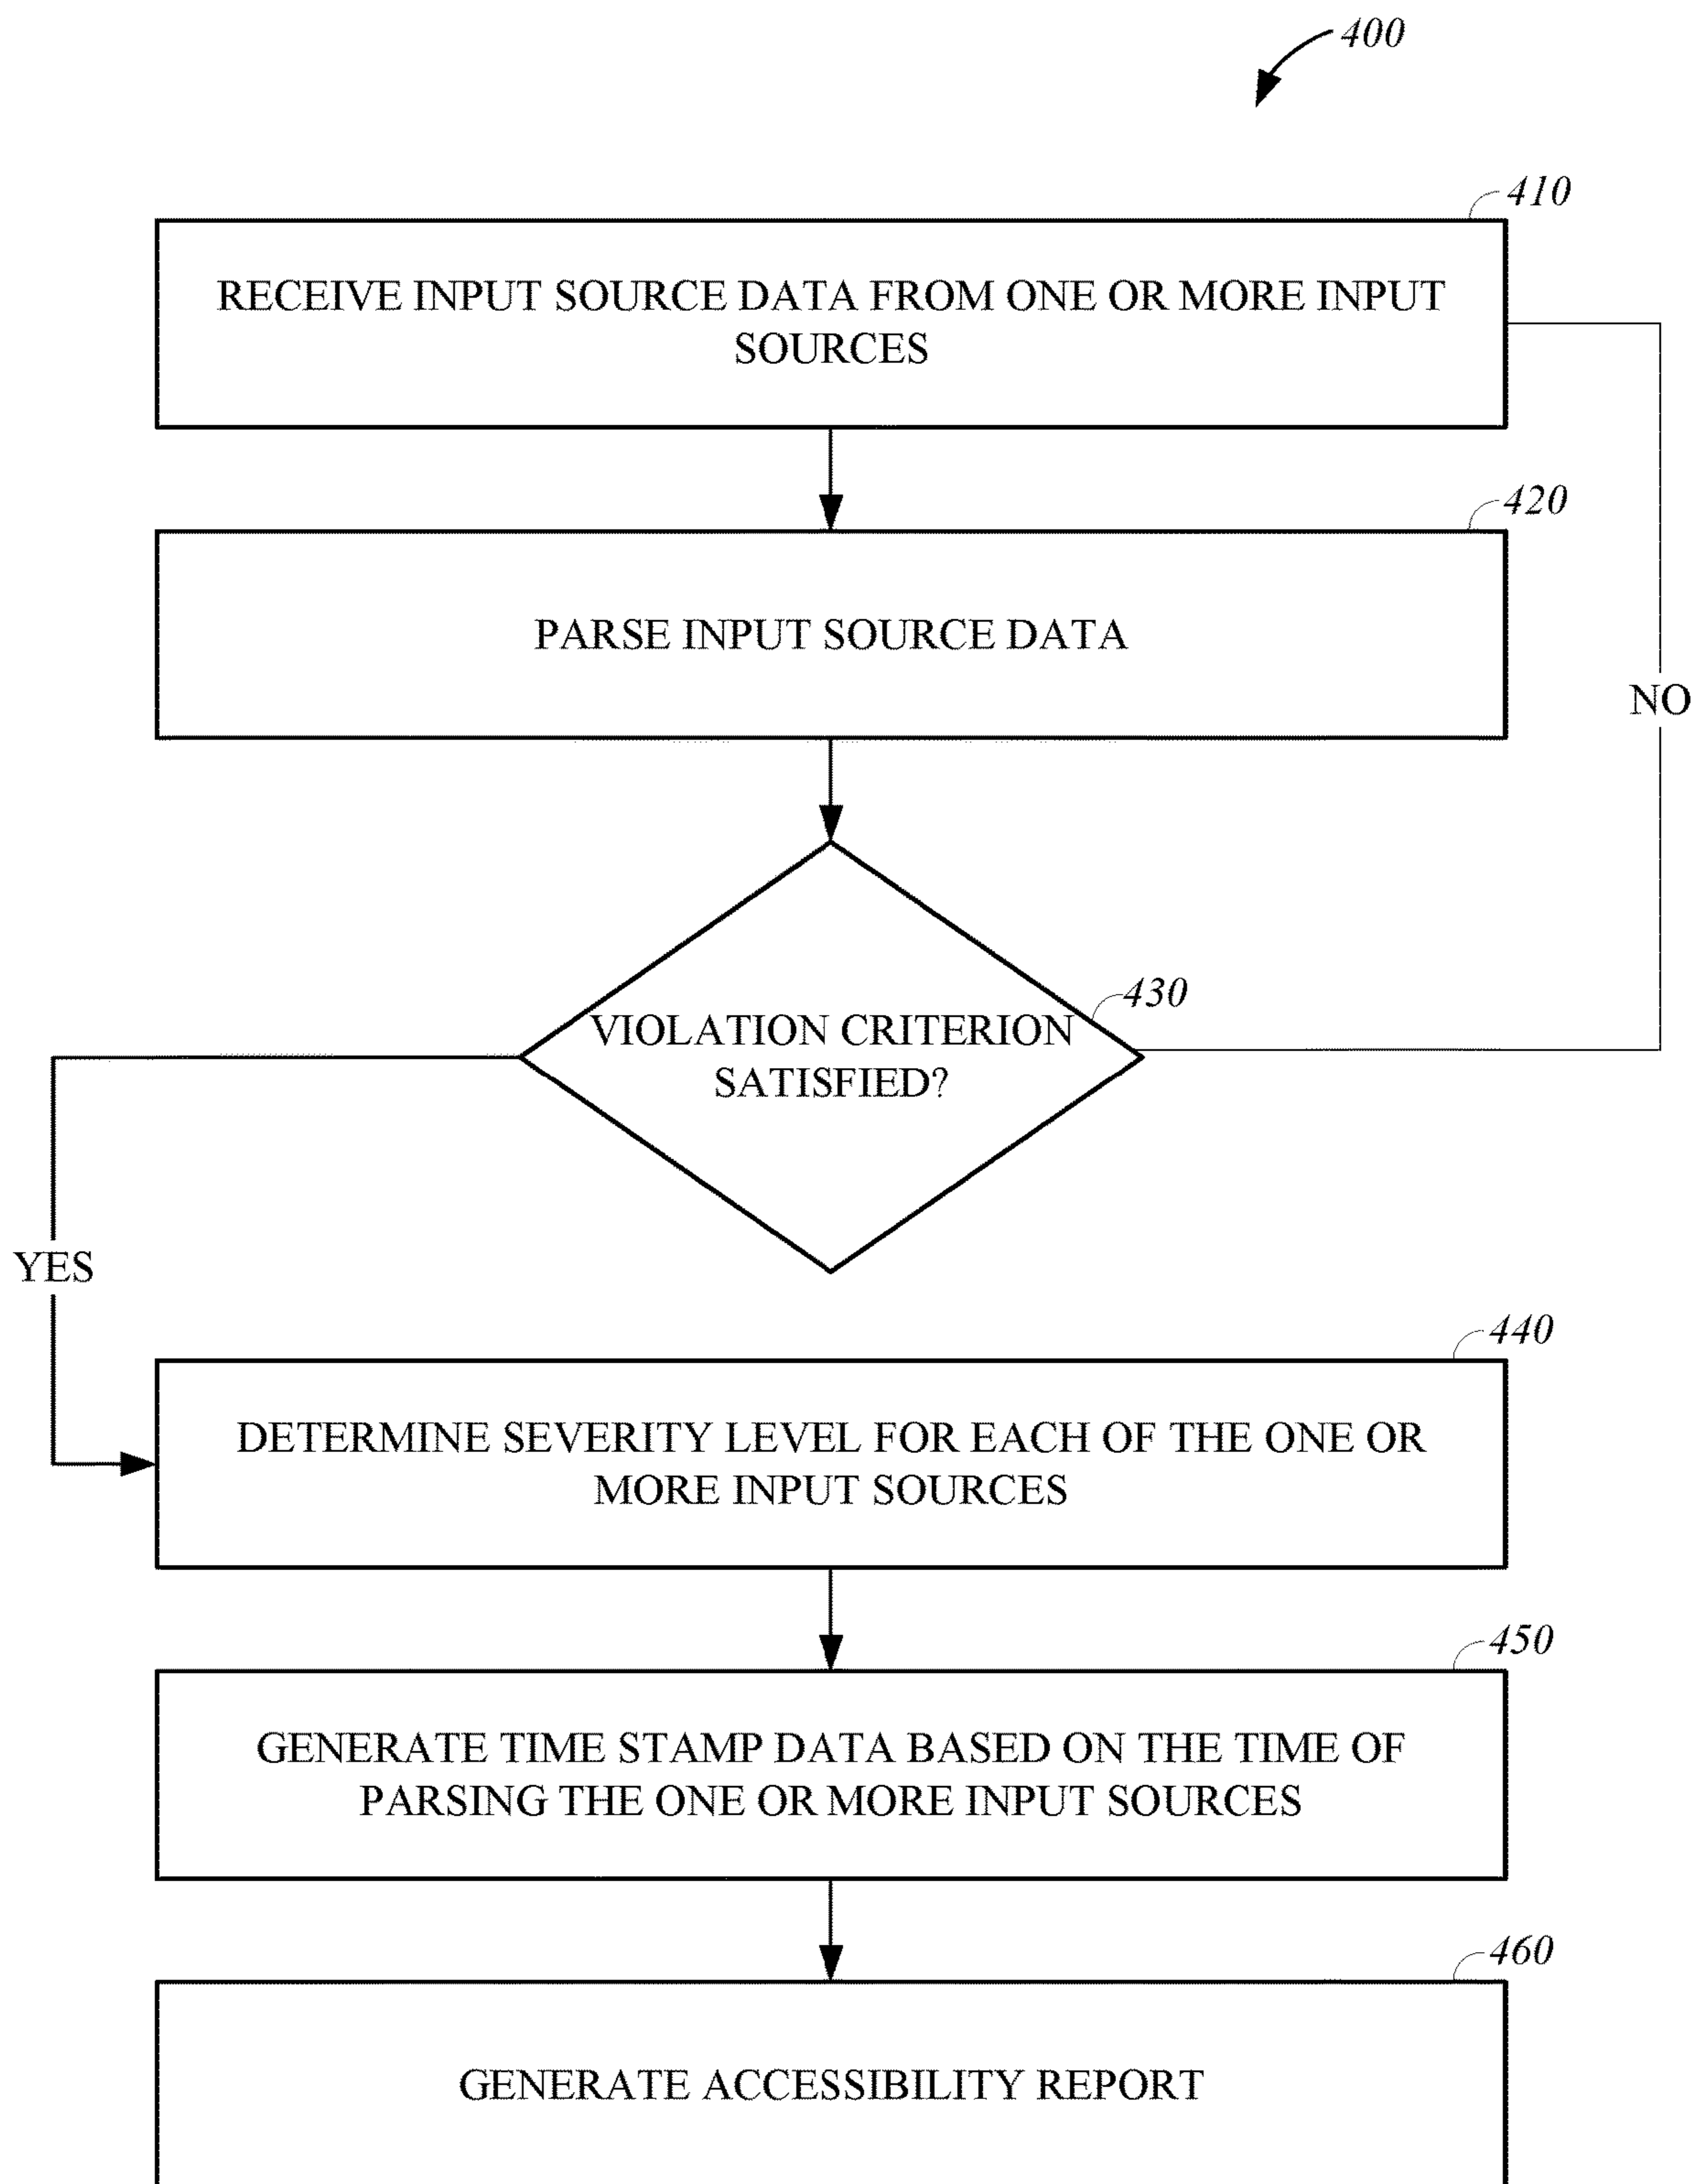 400
410
RECEIVE INPUT SOURCE DATA FROM ONE OR MORE INPUT
SOURCES
420
PARSE INPUT SOURCE DATA
NO
430
VIOLATION CRITERION
SATISFIED?
YES
440
DETERMINE SEVERITY LEVEL FOR EACH OF THE ONE OR
MORE INPUT SOURCES
450
GENERATE TIME STAMP DATA BASED ON THE TIME OF
PARSING THE ONE OR MORE INPUT SOURCES
460
GENERATE ACCESSIBILITY REPORT